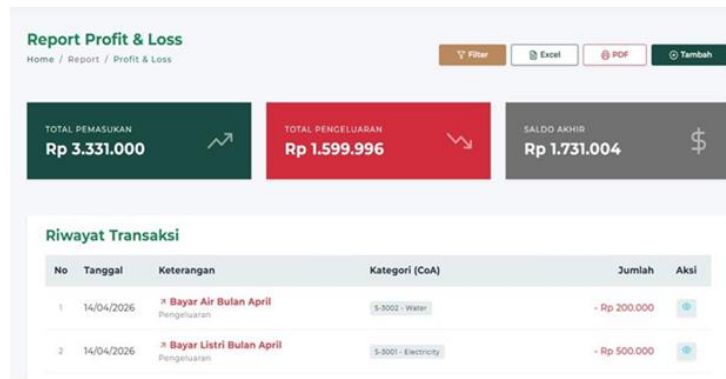 Report Profit & Loss
Home / Report / Profit & Loss
Filter
Excel
PDF
Tambah
TOTAL PEMASUKAN
Rp 3.331.000
TOTAL PENGELUARAN
Rp 1.599.996
SALDO AKHIR
Rp 1.731.004
Riwayat Transaksi
No Tanggal Keterangan Kategori (CoA) Jumlah Aksi
1 14/04/2026 Bayar Air Bulan April 5-3002 - Water - Rp 200.000
Pengeluaran
2 14/04/2026 Bayar Listri Bulan April 5-3001 - Electricity - Rp 500.000
Pengeluaran